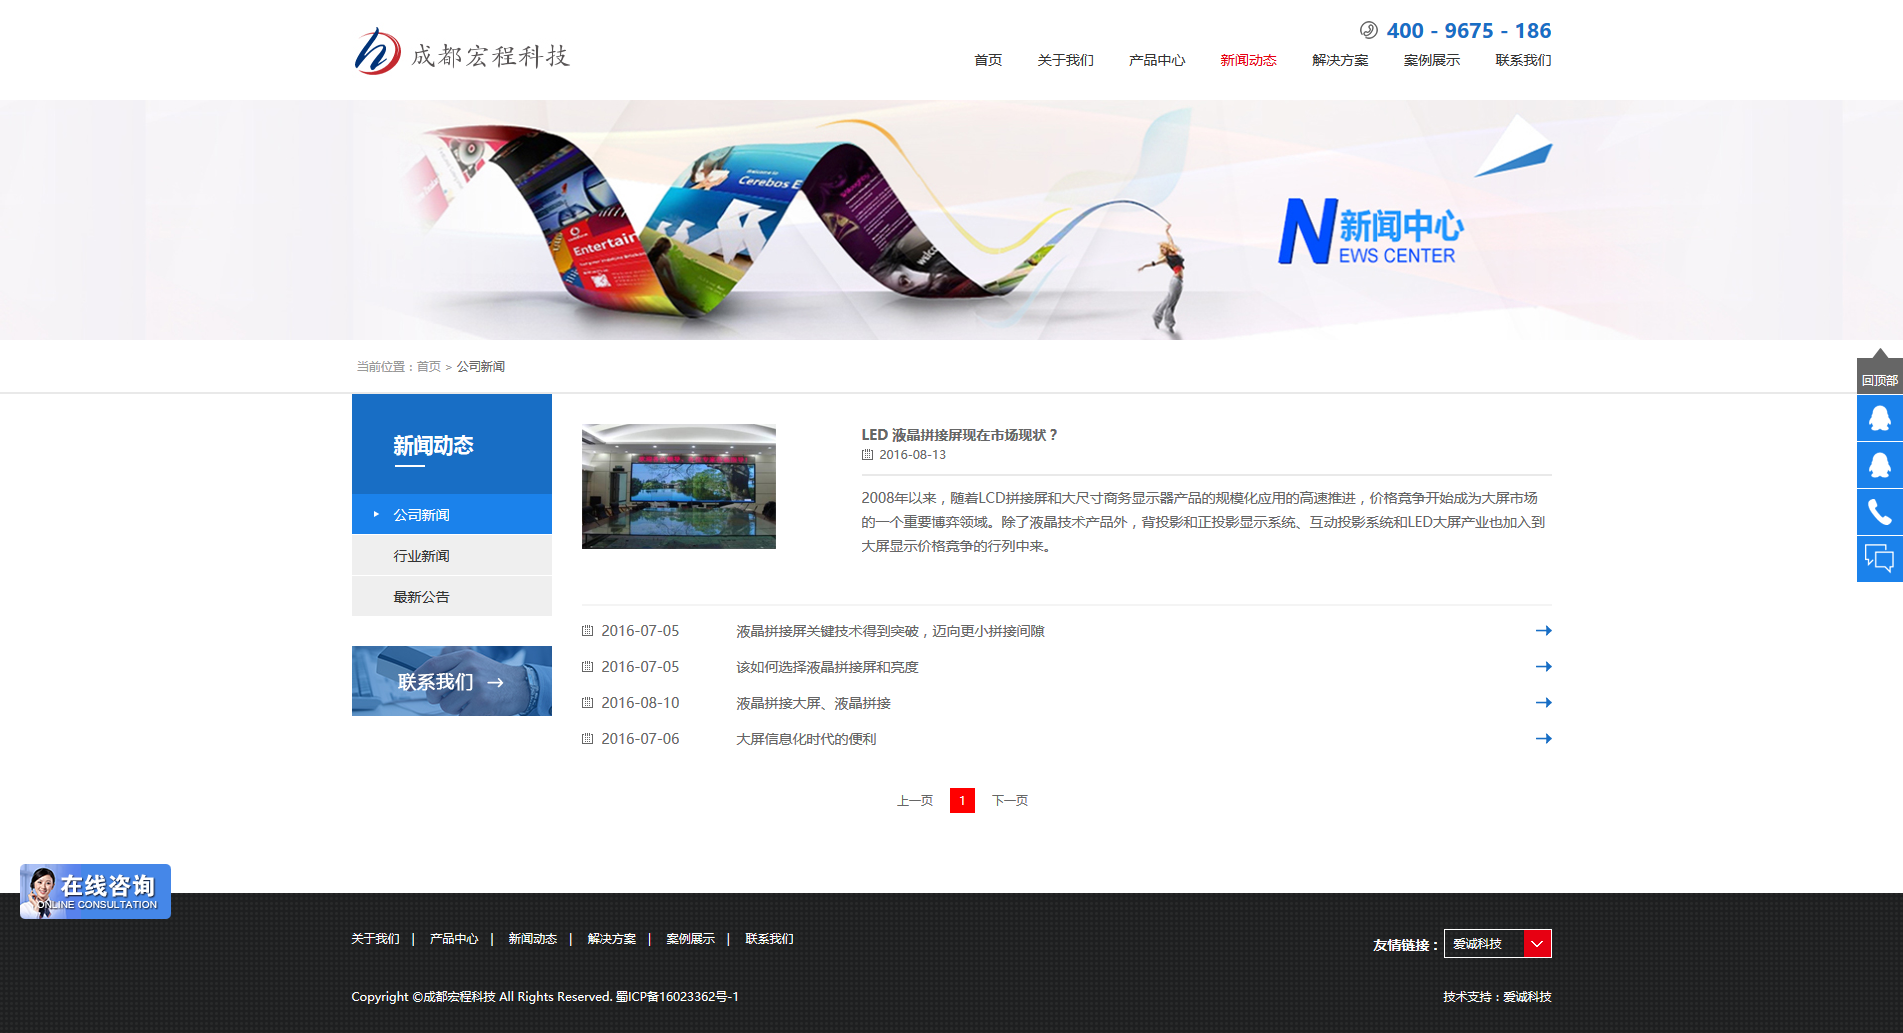 成都宏程科技
400 - 9675 - 186
首页 关于我们 产品中心 新闻动态 解决方案 案例展示 联系我们
Cerebos E
Entertain
新闻中心
NEWS CENTER
当前位置：首页 > 公司新闻
回顶部
新闻动态
公司新闻
行业新闻
最新公告
联系我们 →
LED 液晶拼接屏现在市场现状？
2016-08-13
2008年以来，随着LCD拼接屏和大尺寸商务显示器产品的规模化应用的高速推进，价格竞争开始成为大屏市场
的一个重要博弈领域。除了液晶技术产品外，背投影和正投影显示系统、互动投影系统和LED大屏产业也加入到
大屏显示价格竞争的行列中来。
2016-07-05 液晶拼接屏关键技术得到突破，迈向更小拼接间隙
2016-07-05 该如何选择液晶拼接屏和亮度
2016-08-10 液晶拼接大屏、液晶拼接
2016-07-06 大屏信息化时代的便利
上一页 1 下一页
在线咨询
ONLINE CONSULTATION
关于我们 | 产品中心 | 新闻动态 | 解决方案 | 案例展示 | 联系我们
友情链接： 爱诚科技
Copyright ©成都宏程科技 All Rights Reserved. 蜀ICP备16023362号-1
技术支持：爱诚科技